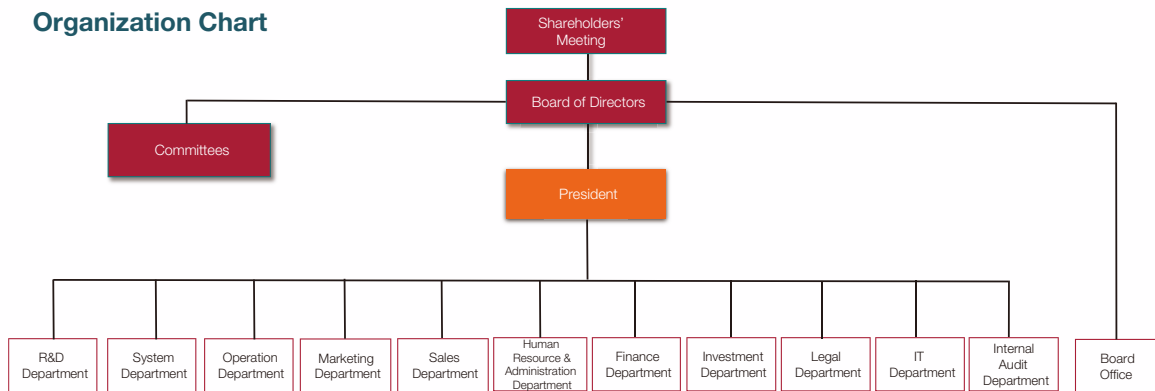 Organization Chart
Shareholders'
Meeting
Board of Directors
Committees
President
R&D
Department
System
Department
Operation
Department
Marketing
Department
Sales
Department
Human
Resource &
Administration
Department
Finance
Department
Investment
Department
Legal
Department
IT
Department
Internal
Audit
Department
Board
Office